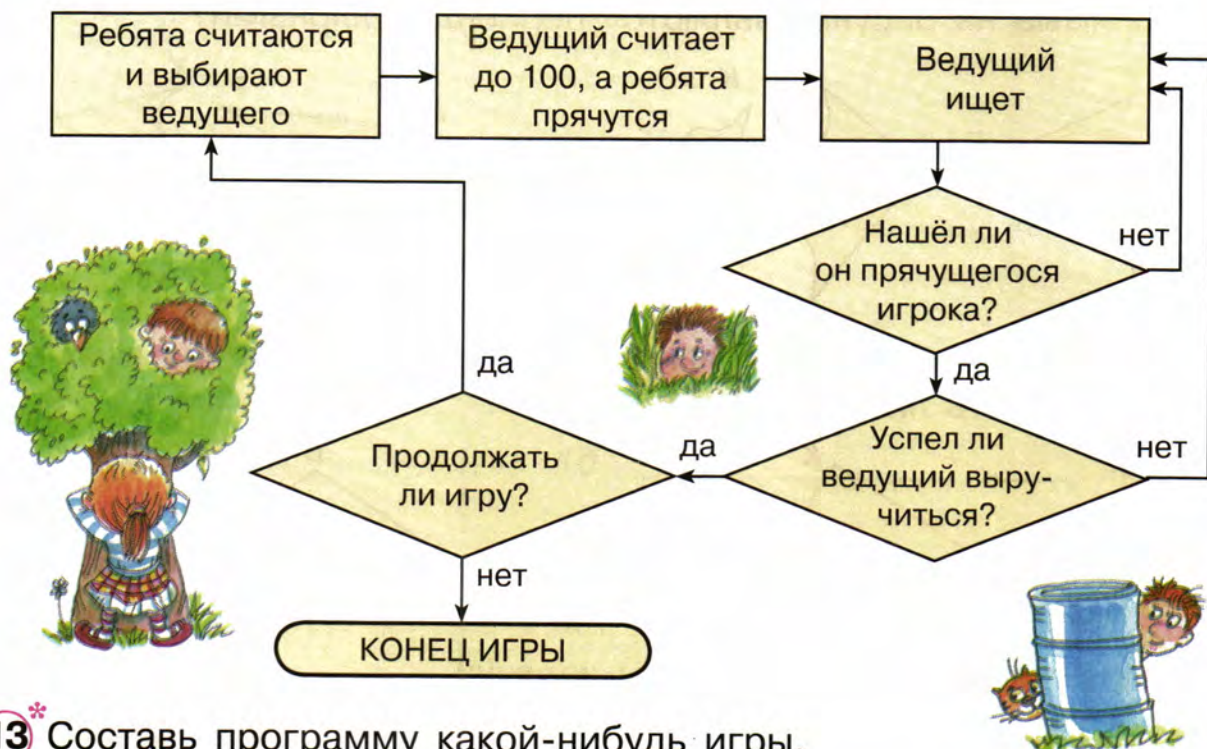 Ребята считаются
и выбирают
ведущего
Ведущий считает
до 100, а ребята
прячутся
Ведущий
ищет
Нашёл ли
он прячущегося
игрока?
нет
да
Успел ли
ведущий выру-
читься?
нет
да
Продолжать
ли игру?
да
нет
КОНЕЦ ИГРЫ
13* Составь программу какой-нибудь игры.